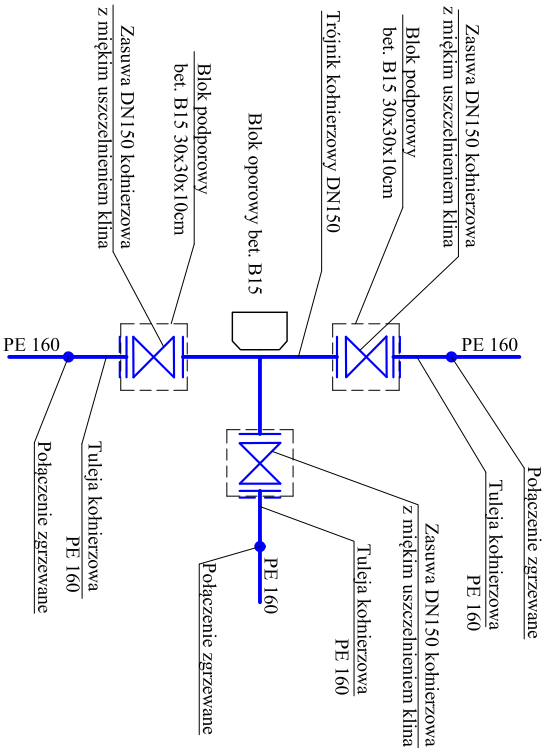 Zasuwa DN150 kołnierzowa
z miękim uszczelnieniem klina
Blok podporowy
bet. B15 30x30x10cm
Trójnik kołnierzowy DN150
Blok oporowy bet. B15
Blok podporowy
bet. B15 30x30x10cm
Zasuwa DN150 kołnierzowa
z miękim uszczelnieniem klina
PE 160
PE 160
Połączenie zgrzewane
Tuleja kołnierzowa
PE 160
Zasuwa DN150 kołnierzowa
z miękim uszczelnieniem klina
Tuleja kołnierzowa
PE 160
PE 160
Połączenie zgrzewane
Tuleja kołnierzowa
PE 160
Połączenie zgrzewane